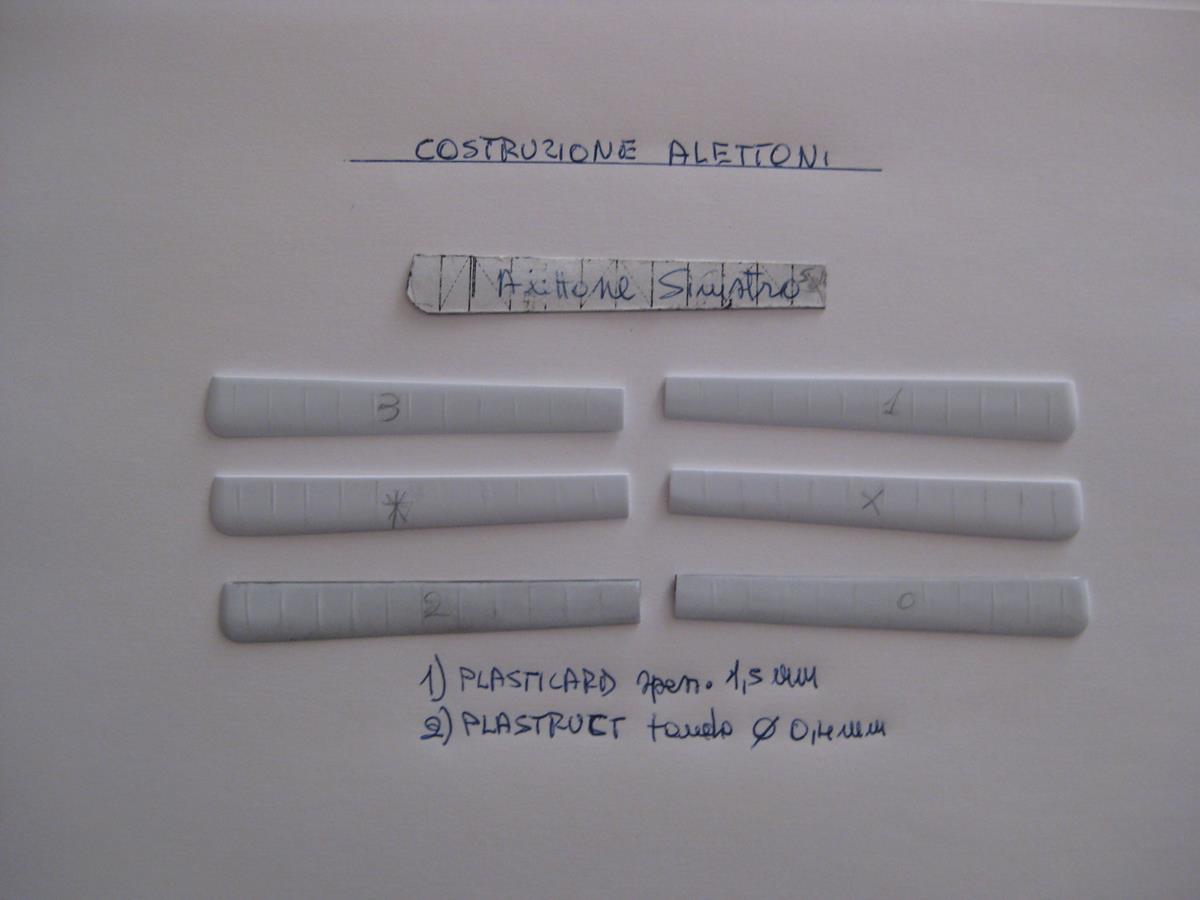 COSTRUZIONE ALETTONI
Alettone Sinistro
3 1
* X
2 0
1) PLASTICARD spess. 1,5 mm
2) PLASTRUCT tondo Ø 0,4 mm